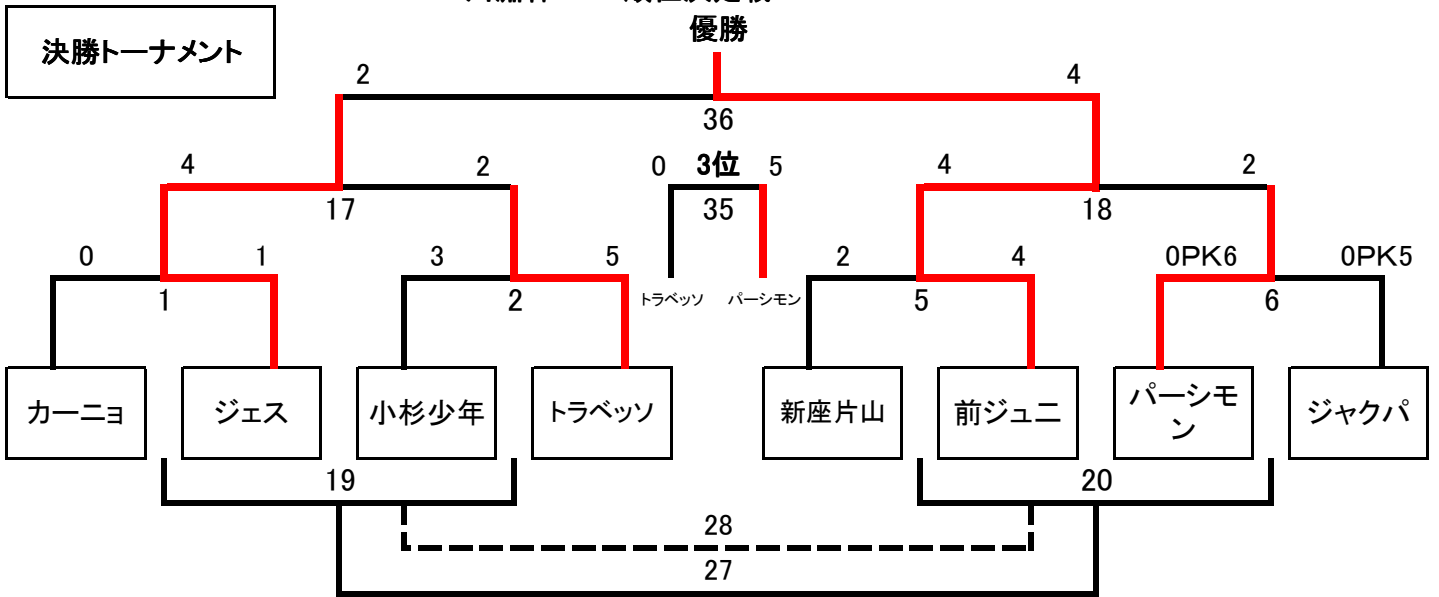 優勝
決勝トーナメント
2
4
36
4
2
0
3位
5
4
2
17
35
18
0
1
3
5
2
4
0PK6
0PK5
1
2
トラベッソ
パーシモン
5
6
カーニョ
ジェス
小杉少年
トラベッソ
新座片山
前ジュニ
パーシモ
ン
ジャクパ
19
20
28
27